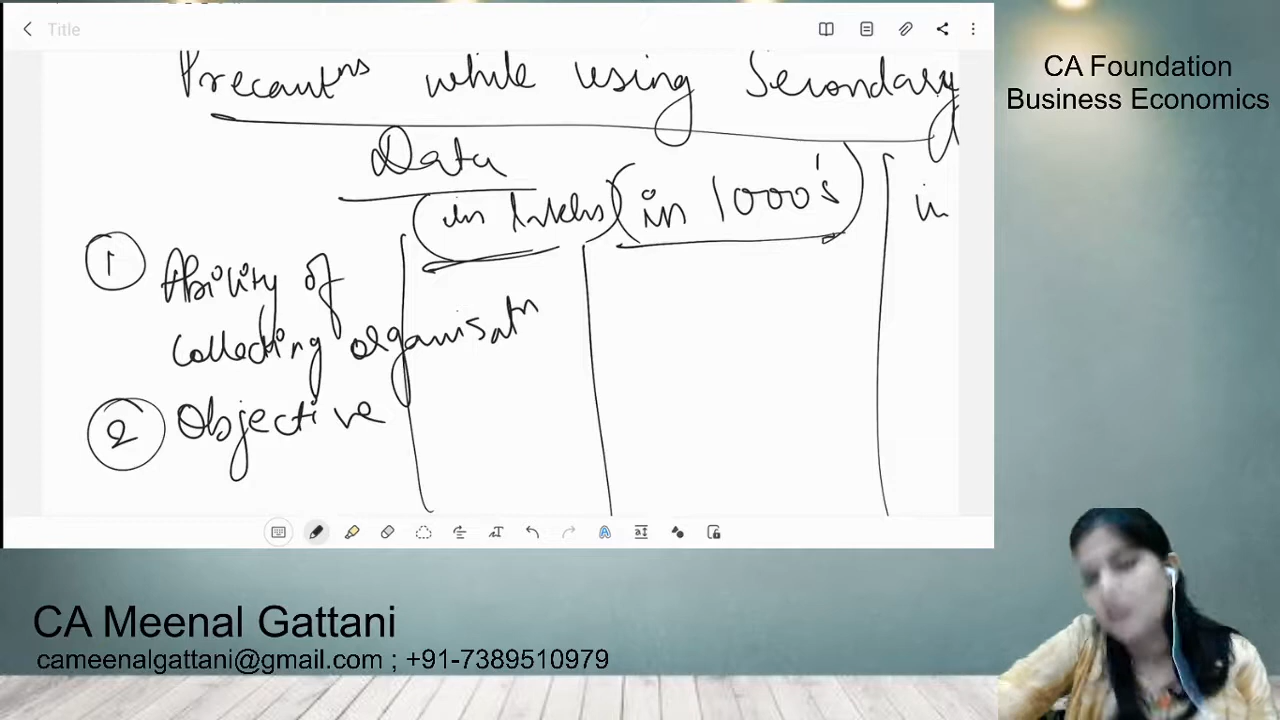 Title
CA Foundation
Business Economics
Precautns while using Secondary
Data
in lakhs in 1000's in
1 Ability of
collecting organisatn
2 Objective
CA Meenal Gattani
cameenalgattani@gmail.com ; +91-7389510979